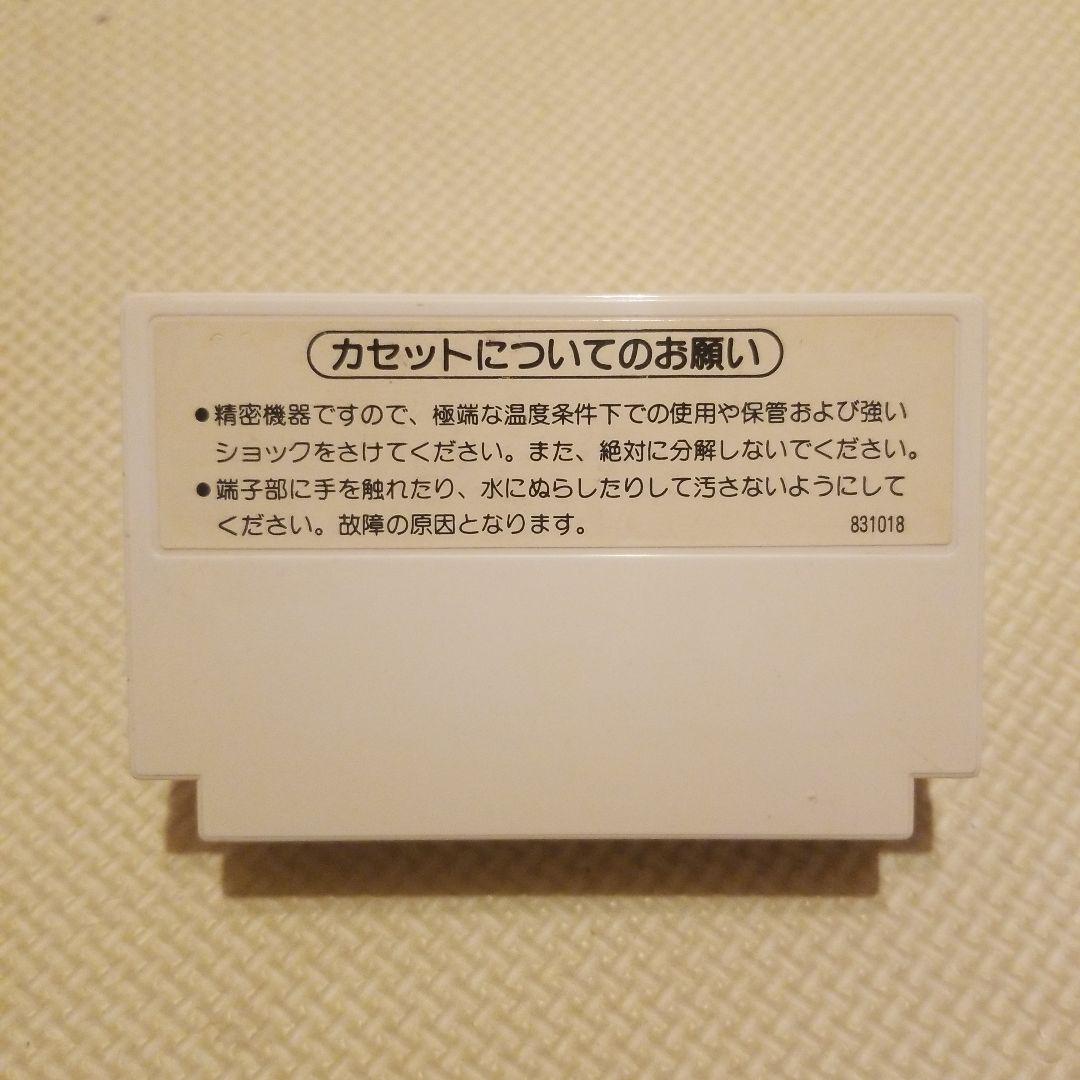 カセットについてのお願い
●精密機器ですので、極端な温度条件下での使用や保管および強い
ショックをさけてください。また、絶対に分解しないでください。
●端子部に手を触れたり、水にぬらしたりして汚さないようにして
ください。故障の原因となります。 831018